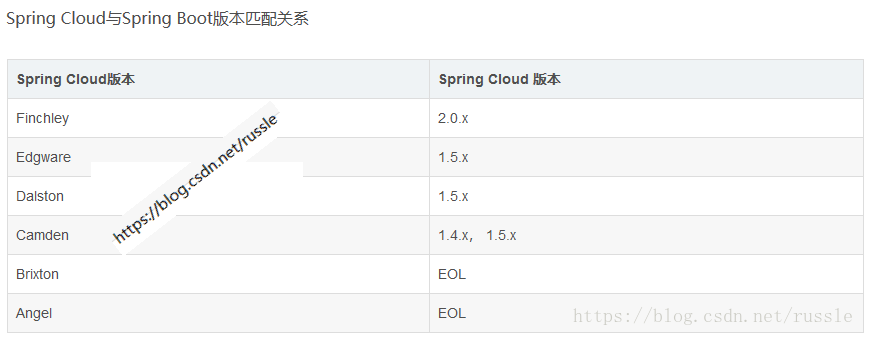 Spring Cloud与Spring Boot版本匹配关系
Spring Cloud版本 Spring Cloud 版本
Finchley 2.0.x
Edgware 1.5.x
Dalston 1.5.x
Camden 1.4.x, 1.5.x
Brixton EOL
Angel EOL
https://blog.csdn.net/russle
https://blog.csdn.net/russle